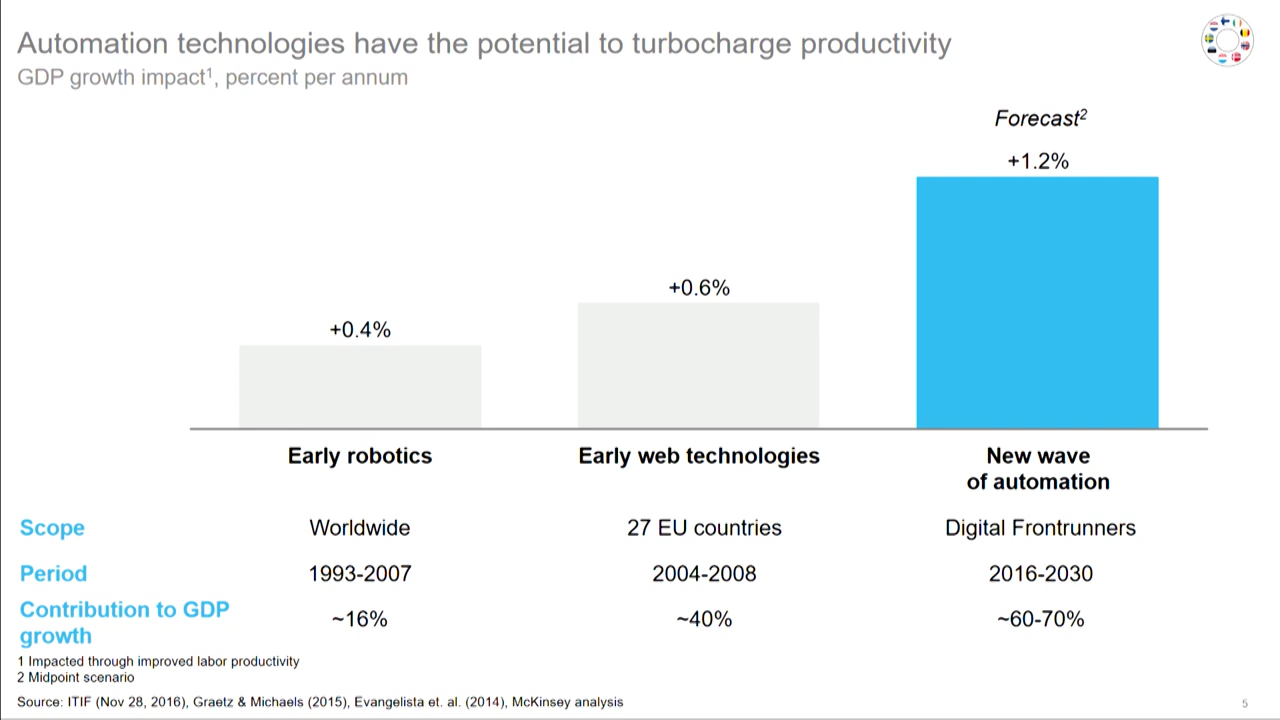 Automation technologies have the potential to turbocharge productivity
GDP growth impact¹, percent per annum
Forecast²
+1.2%
+0.6%
+0.4%
Early robotics
Early web technologies
New wave
of automation
Scope
Worldwide
27 EU countries
Digital Frontrunners
Period
1993-2007
2004-2008
2016-2030
Contribution to GDP
growth
~16%
~40%
~60-70%
1 Impacted through improved labor productivity
2 Midpoint scenario
Source: ITIF (Nov 28, 2016), Graetz & Michaels (2015), Evangelista et. al. (2014), McKinsey analysis
5